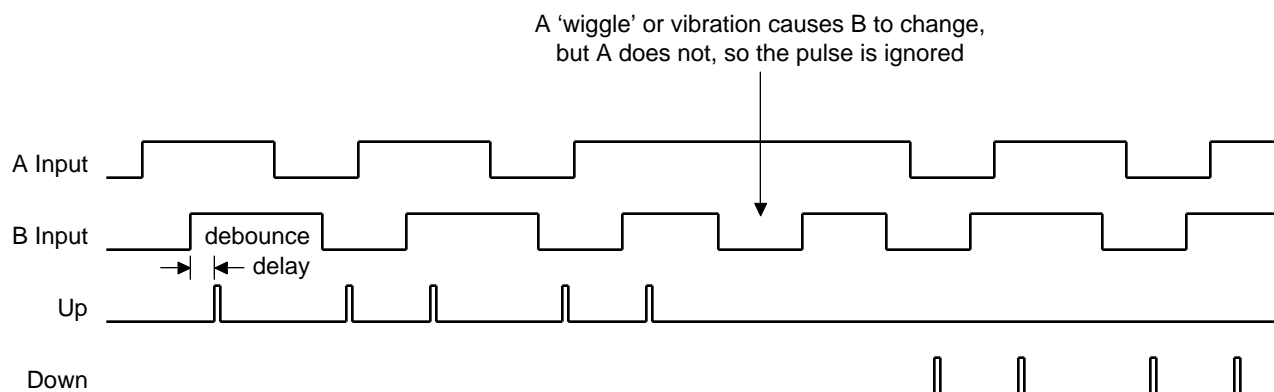 A ‘wiggle’ or vibration causes B to change,
but A does not, so the pulse is ignored
A Input
B Input
debounce
delay
Up
Down